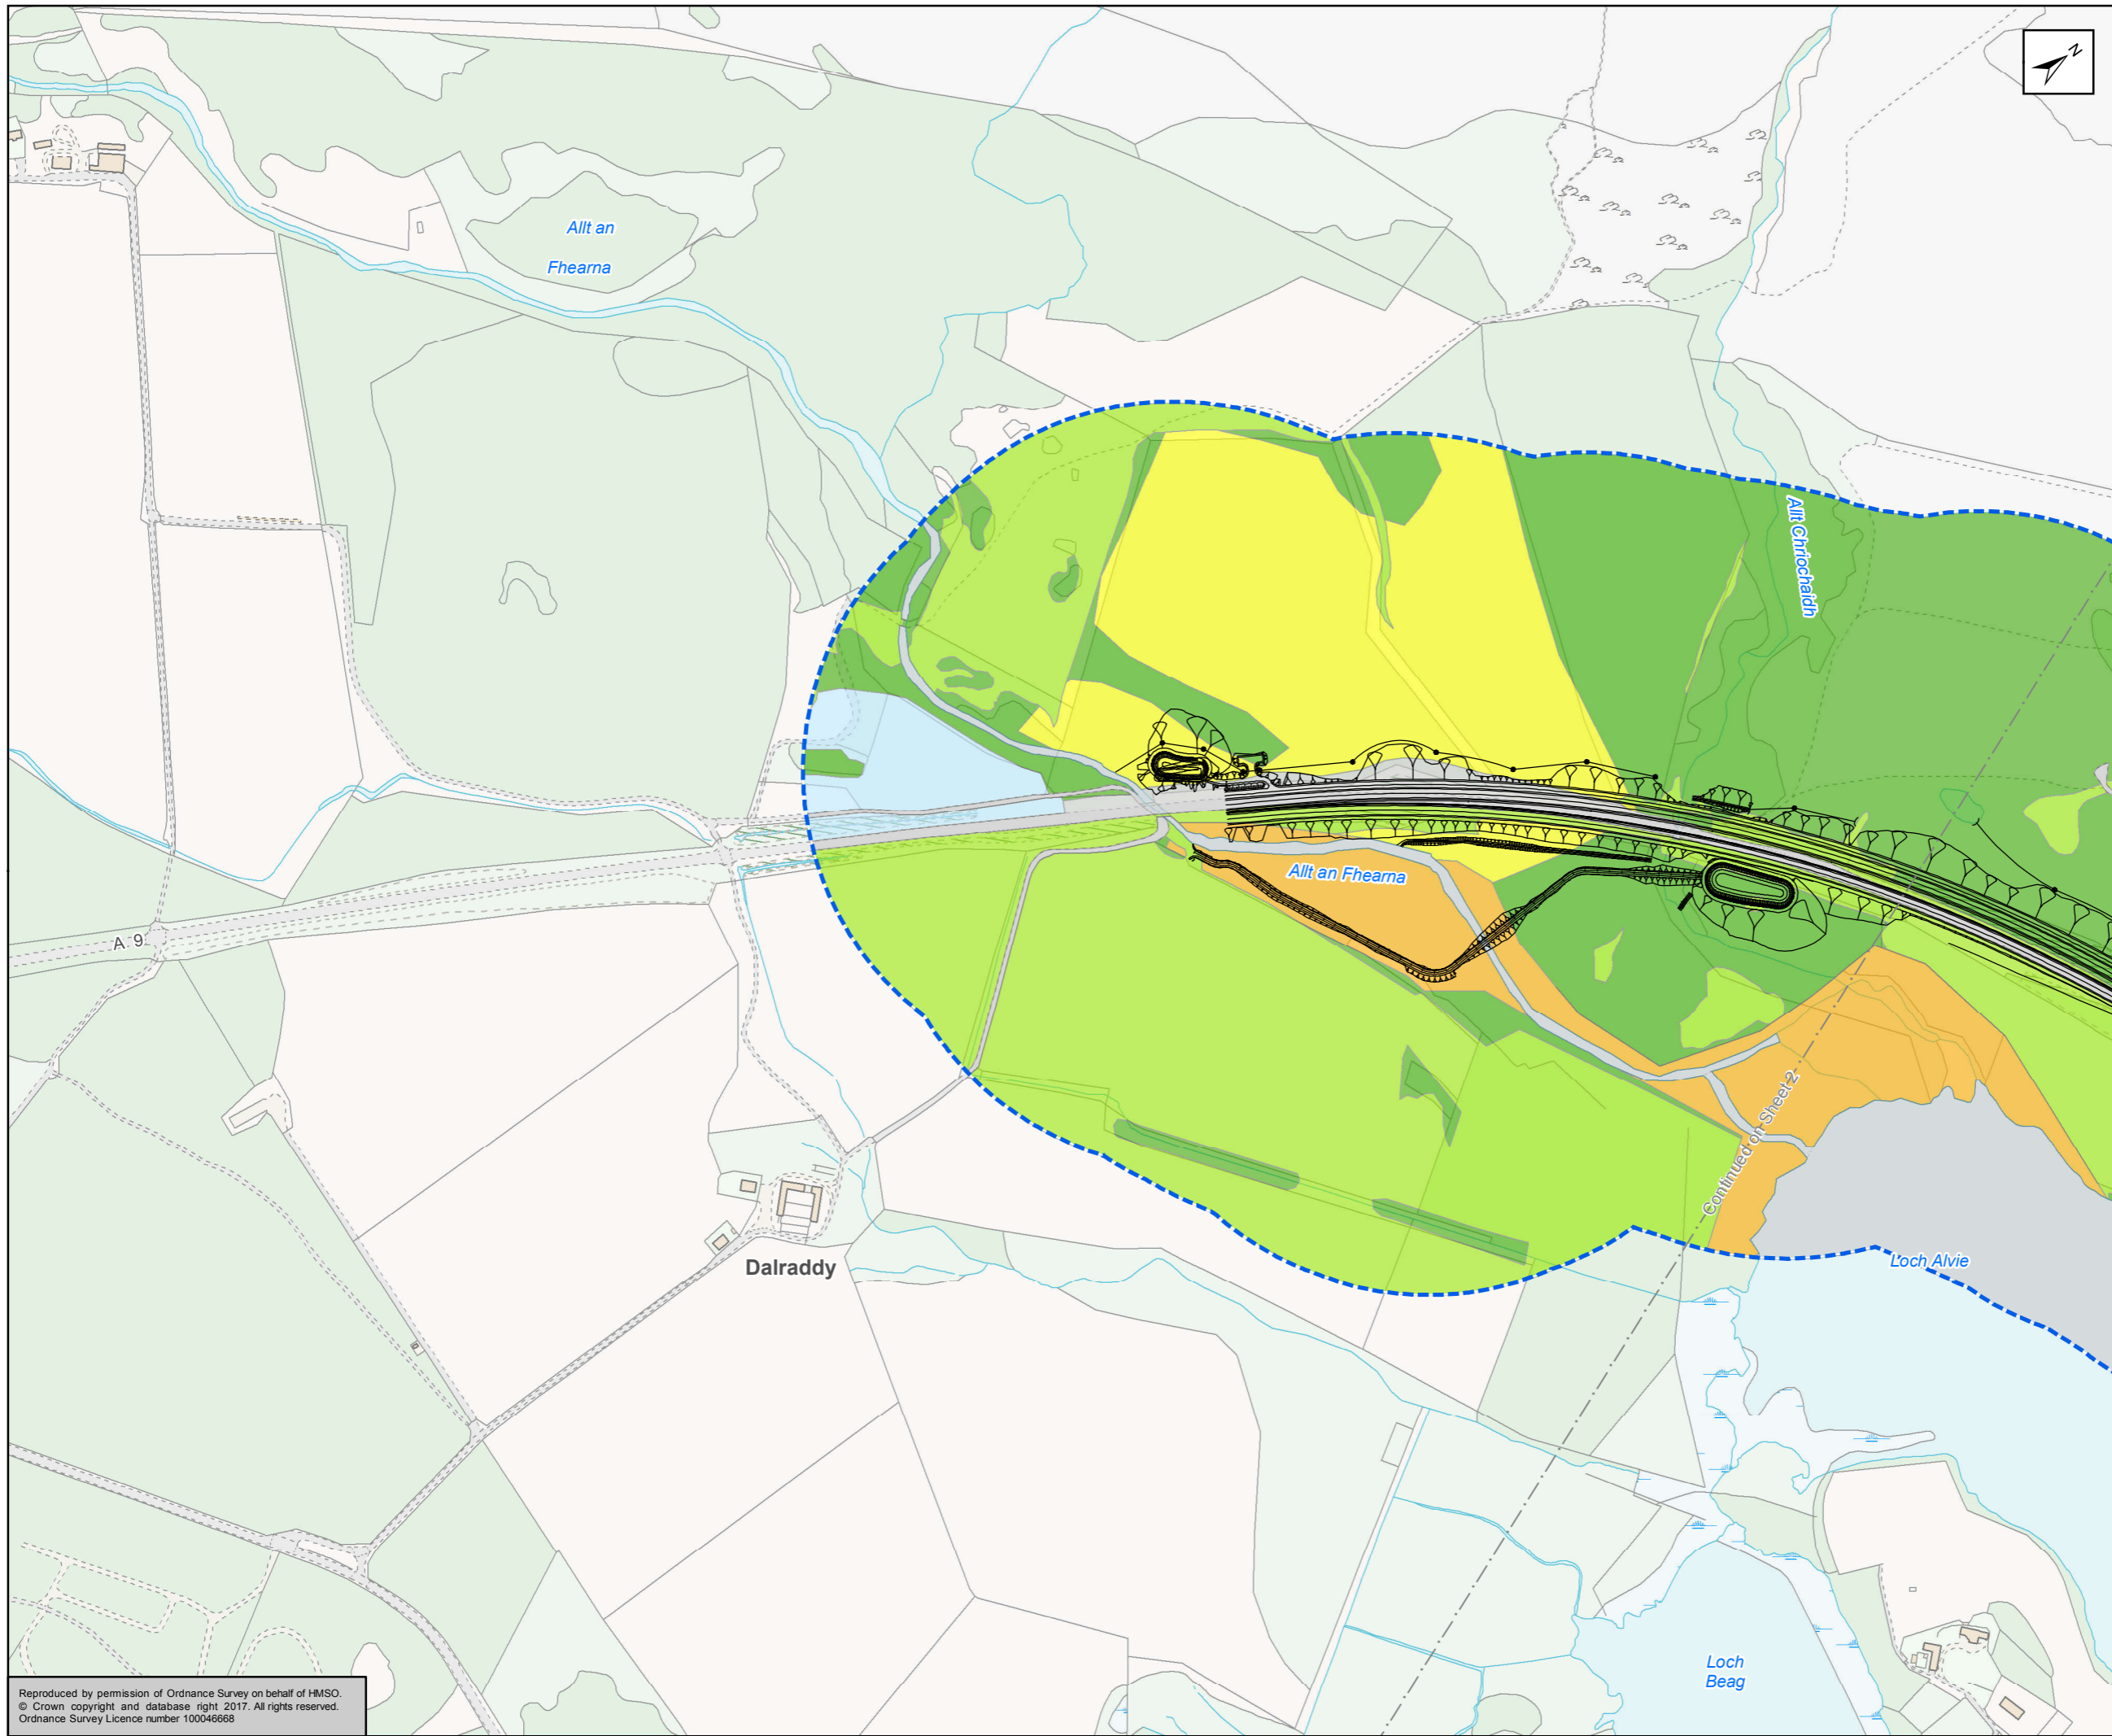 N
Allt an
Fhearna
Allt Chriochaidh
Allt an Fhearna
A 9
Continued on Sheet 2
Loch Alvie
Dalraddy
Loch
Beag
Reproduced by permission of Ordnance Survey on behalf of HMSO.
© Crown copyright and database right 2017. All rights reserved.
Ordnance Survey Licence number 100046668